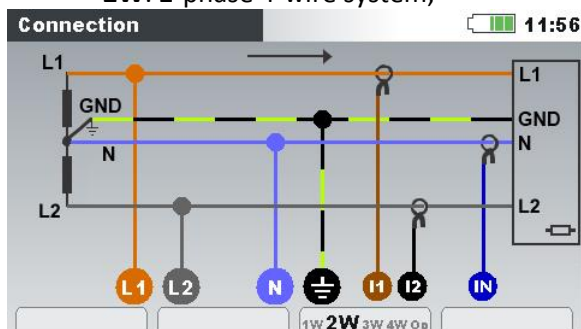 2W: 2-phase 4-wire system;
Connection 11:56
L1 L1
GND GND
N N
L2 L2
L1 L2 N I1 I2 IN
1W 2W 3W 4W Op